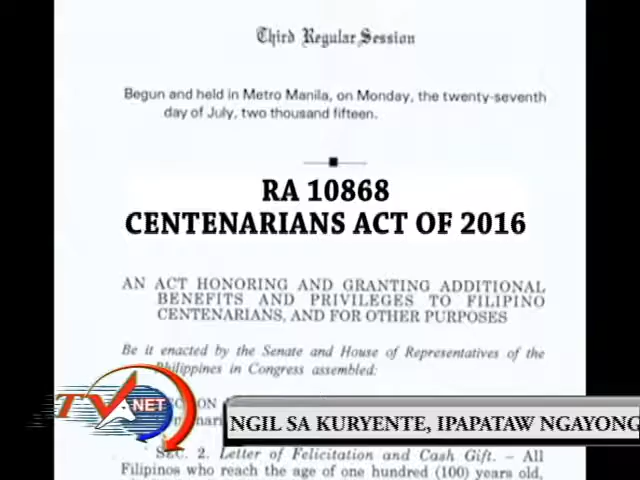 Third Regular Session
Begun and held in Metro Manila, on Monday, the twenty-seventh
day of July, two thousand fifteen.
RA 10868
CENTENARIANS ACT OF 2016
AN ACT HONORING AND GRANTING ADDITIONAL
BENEFITS AND PRIVILEGES TO FILIPINO
CENTENARIANS, AND FOR OTHER PURPOSES
Be it enacted by the Senate and House of Representatives of the
Philippines in Congress assembled:
TV NET
NGIL SA KURYENTE, IPAPATAW NGAYONG
SEC. 2. Letter of Felicitation and Cash Gift. – All
Filipinos who reach the age of one hundred (100) years old,